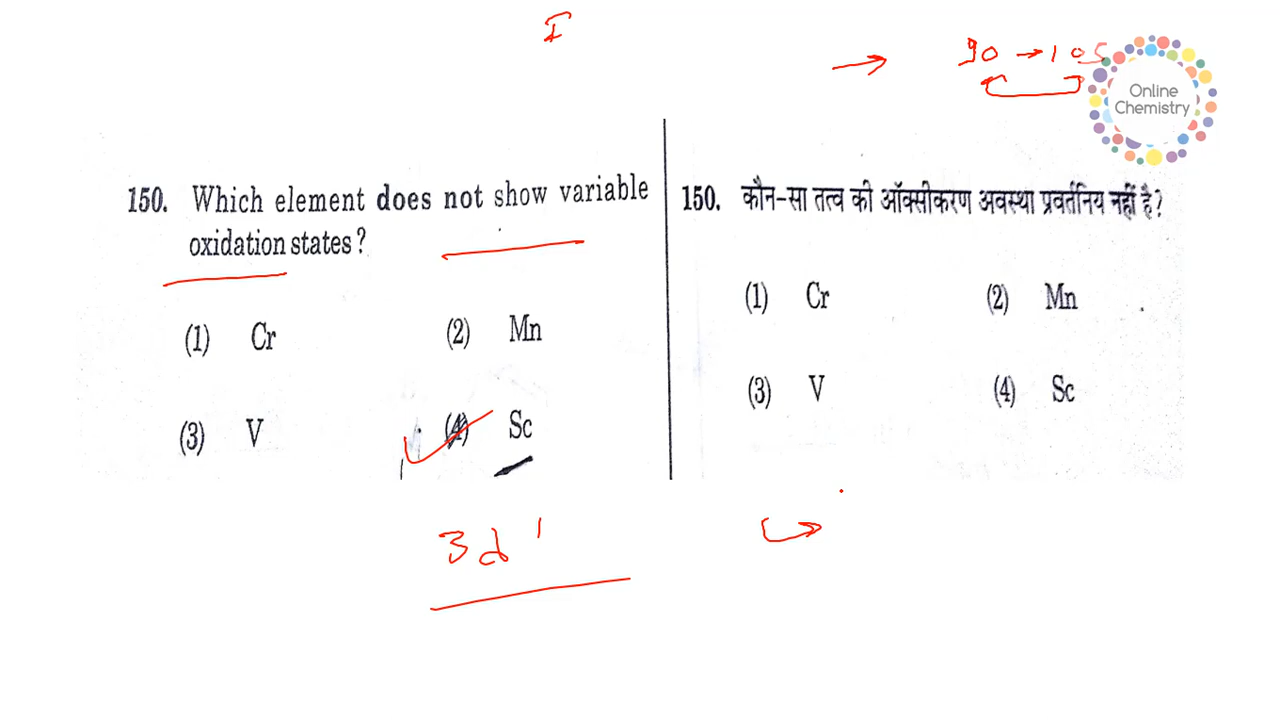 I
90 → 105
Online
Chemistry
150. Which element does not show variable
oxidation states?
(1) Cr
(2) Mn
(3) V
(4) Sc
3d¹
150. कौन-सा तत्व की ऑक्सीकरण अवस्था प्रवर्तनिय नहीं है?
(1) Cr
(2) Mn
(3) V
(4) Sc